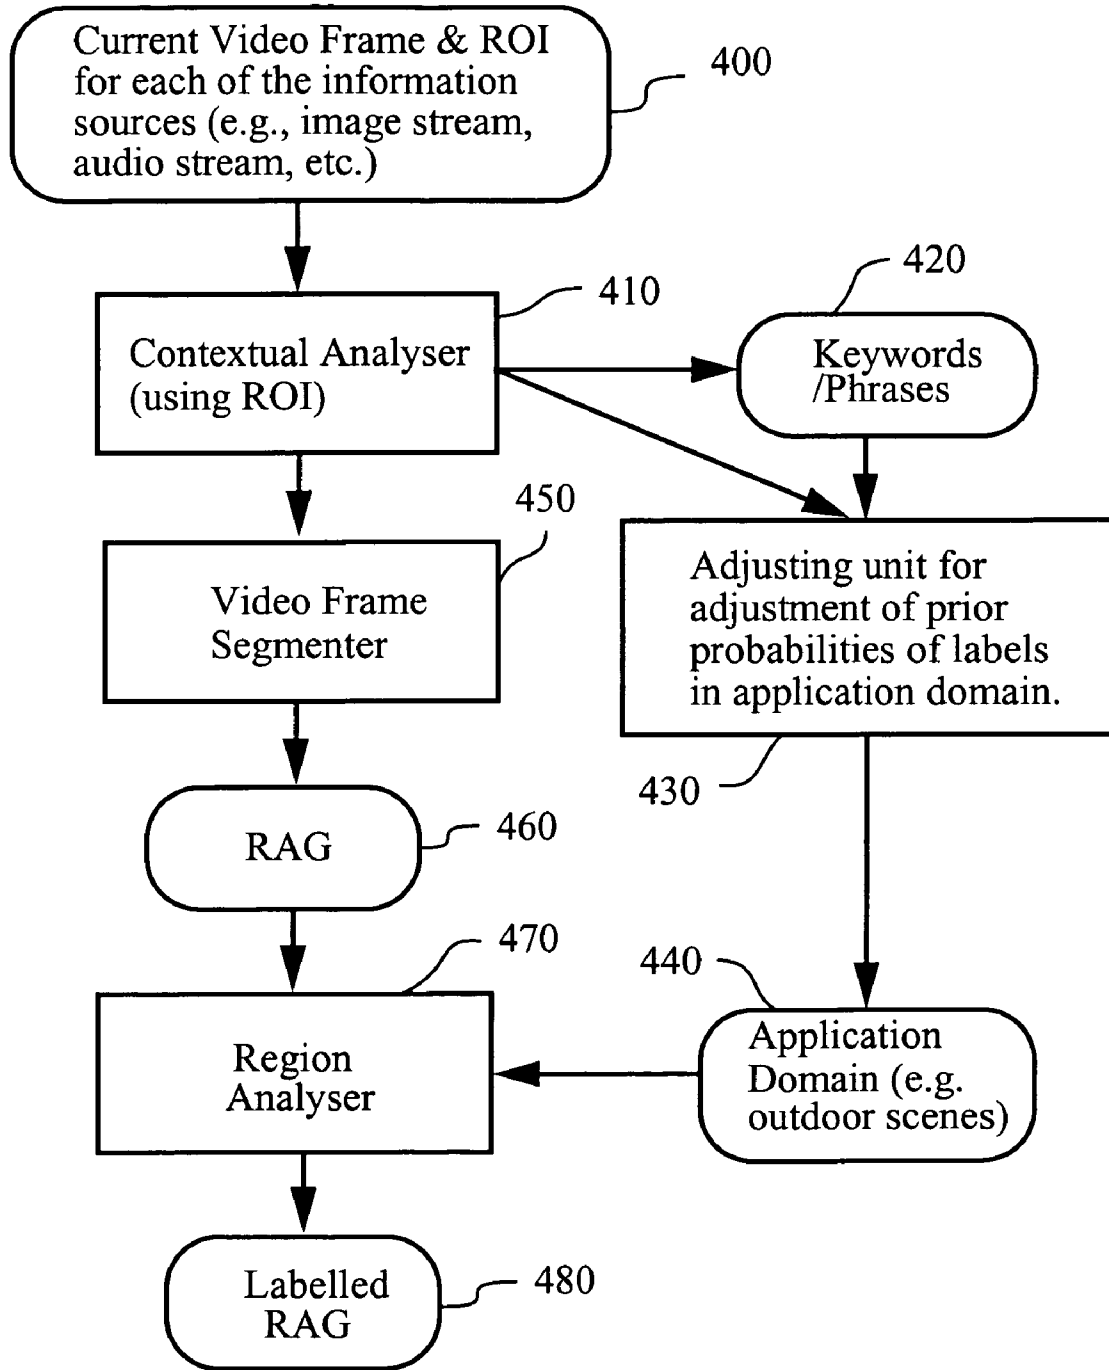 Current Video Frame & ROI
for each of the information
sources (e.g., image stream,
audio stream, etc.)
400
410
Contextual Analyser
(using ROI)
420
Keywords
/Phrases
450
Video Frame
Segmenter
Adjusting unit for
adjustment of prior
probabilities of labels
in application domain.
430
RAG
460
470
Region
Analyser
440
Application
Domain (e.g.
outdoor scenes)
Labelled
RAG
480